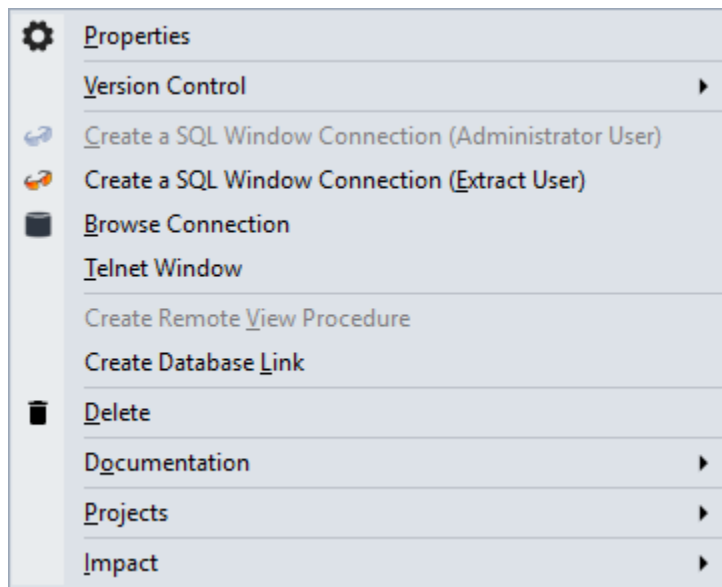 Properties
Version Control
Create a SQL Window Connection (Administrator User)
Create a SQL Window Connection (Extract User)
Browse Connection
Telnet Window
Create Remote View Procedure
Create Database Link
Delete
Documentation
Projects
Impact